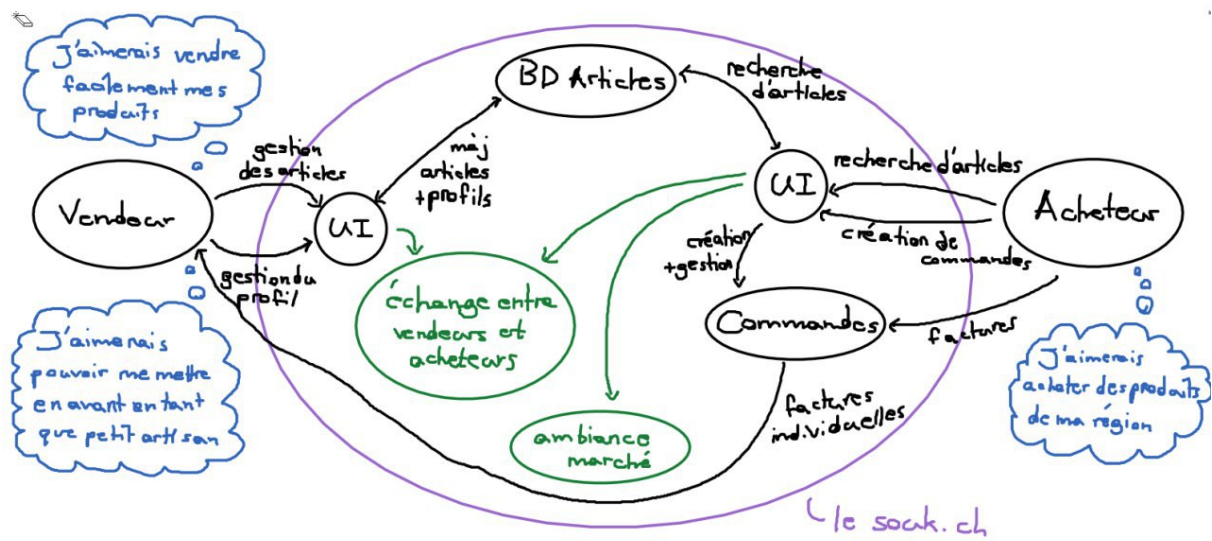 J'aimerais vendre
facilement mes
produits
BD Articles
recherche
d'articles
gestion
des articles
màj
articles
+profils
Vendeur
UI
UI
recherche d'articles
Acheteur
création de
commandes
gestion du
profil
création
+gestion
échange entre
vendeurs et
acheteurs
Commandes
factures
J'aimerais
pouvoir me mettre
en avant en tant
que petit artisan
J'aimerais
acheter des produits
de ma région
factures
individuelles
ambiance
marché
le souk.ch